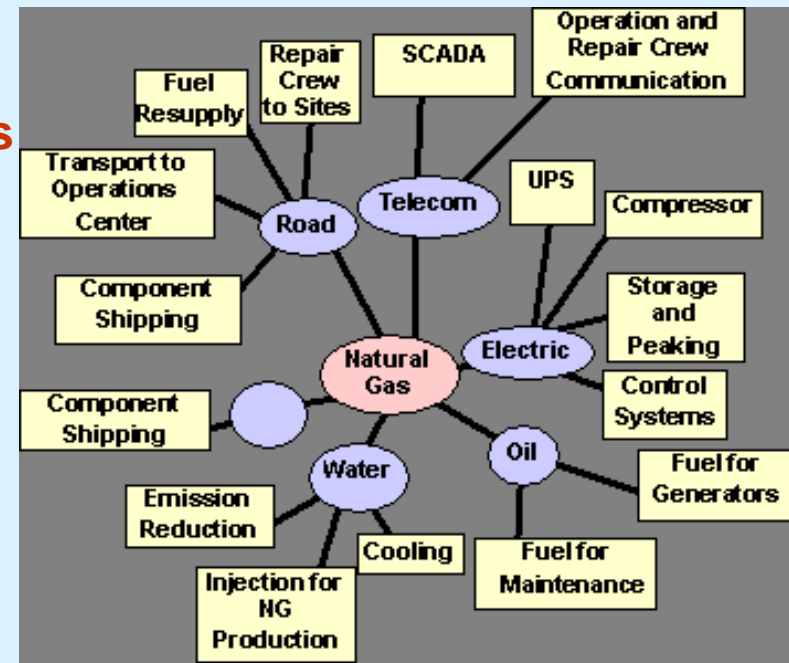 s
Operation and
Repair Crew
Communication
SCADA
Repair
Crew
to Sites
Fuel
Resupply
Transport to
Operations
Center
Component
Shipping
Road
Telecom
UPS
Compressor
Storage
and
Peaking
Control
Systems
Electric
Natural
Gas
Component
Shipping
Water
Oil
Fuel for
Generators
Fuel for
Maintenance
Cooling
Emission
Reduction
Injection for
NG
Production